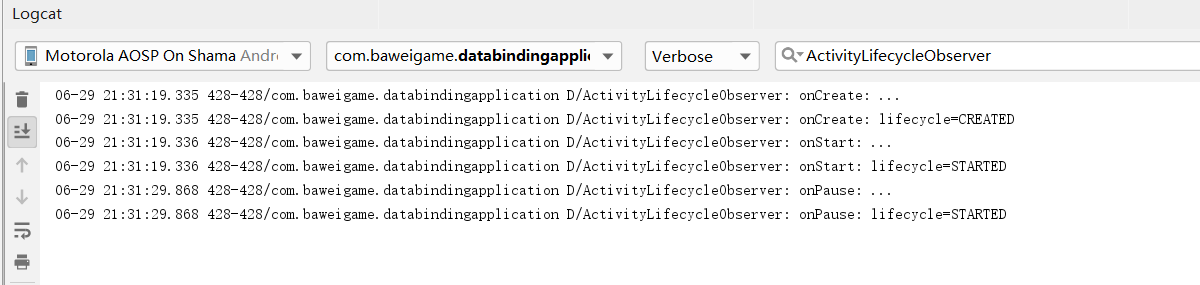 Logcat
Motorola AOSP On Shama Andr com.baweigame.databindingapplic Verbose ActivityLifecycleObserver
06-29 21:31:19.335 428-428/com.baweigame.databindingapplication D/ActivityLifecycleObserver: onCreate: ...
06-29 21:31:19.335 428-428/com.baweigame.databindingapplication D/ActivityLifecycleObserver: onCreate: lifecycle=CREATED
06-29 21:31:19.336 428-428/com.baweigame.databindingapplication D/ActivityLifecycleObserver: onStart: ...
06-29 21:31:19.336 428-428/com.baweigame.databindingapplication D/ActivityLifecycleObserver: onStart: lifecycle=STARTED
06-29 21:31:29.868 428-428/com.baweigame.databindingapplication D/ActivityLifecycleObserver: onPause: ...
06-29 21:31:29.868 428-428/com.baweigame.databindingapplication D/ActivityLifecycleObserver: onPause: lifecycle=STARTED